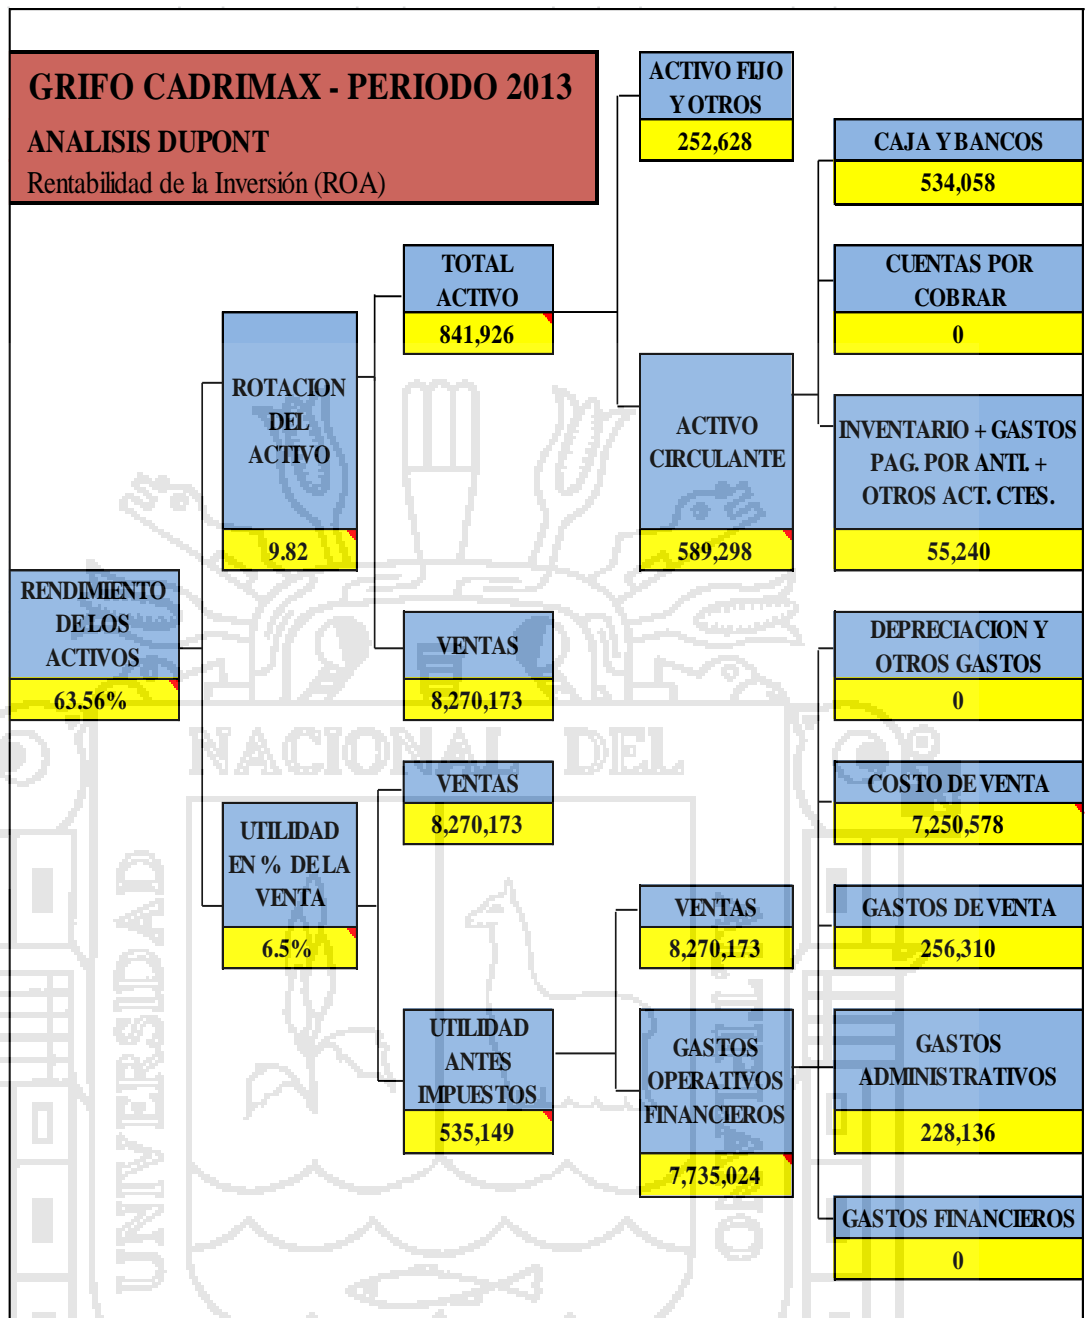 GRIFO CADRIMAX - PERIODO 2013
ANALISIS DUPONT
Rentabilidad de la Inversión (ROA)
ACTIVO FIJO
Y OTROS
252,628
CAJA Y BANCOS
534,058
TOTAL
ACTIVO
841,926
CUENTAS POR
COBRAR
0
ROTACION
DEL
ACTIVO
9.82
ACTIVO
CIRCULANTE
589,298
INVENTARIO + GASTOS
PAG. POR ANTI. +
OTROS ACT. CTES.
55,240
RENDIMIENTO
DE LOS
ACTIVOS
63.56%
VENTAS
8,270,173
DEPRECIACION Y
OTROS GASTOS
0
VENTAS
8,270,173
COSTO DE VENTA
7,250,578
UTILIDAD
EN % DE LA
VENTA
6.5%
VENTAS
8,270,173
GASTOS DE VENTA
256,310
UTILIDAD
ANTES
IMPUESTOS
535,149
GASTOS
OPERATIVOS
FINANCIEROS
7,735,024
GASTOS
ADMINISTRATIVOS
228,136
GASTOS FINANCIEROS
0
UNIVERSIDAD
NACIONAL DEL
ALTIPLANO